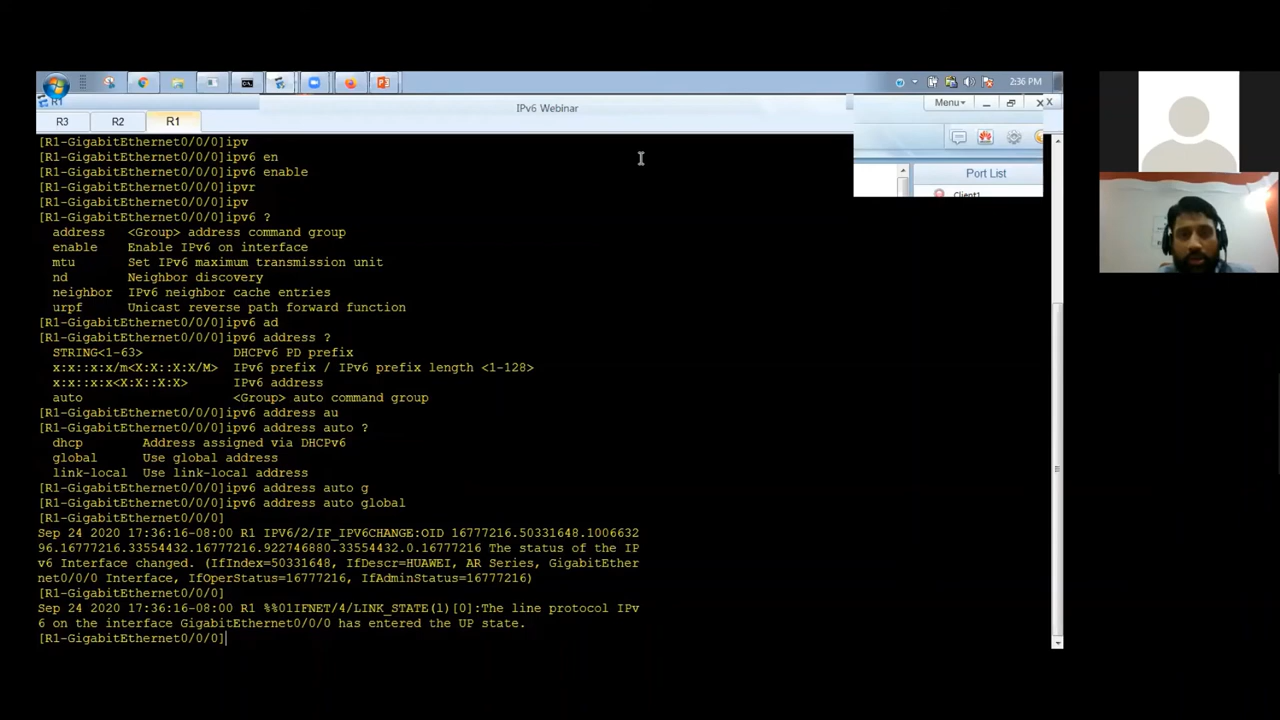 2:36 PM
R1
IPv6 Webinar
Menu
R3
R2
R1
Port List
Client1
[R1-GigabitEthernet0/0/0]ipv
[R1-GigabitEthernet0/0/0]ipv6 en
[R1-GigabitEthernet0/0/0]ipv6 enable
[R1-GigabitEthernet0/0/0]ipvr
[R1-GigabitEthernet0/0/0]ipv
[R1-GigabitEthernet0/0/0]ipv6 ?
address <Group> address command group
enable Enable IPv6 on interface
mtu Set IPv6 maximum transmission unit
nd Neighbor discovery
neighbor IPv6 neighbor cache entries
urpf Unicast reverse path forward function
[R1-GigabitEthernet0/0/0]ipv6 ad
[R1-GigabitEthernet0/0/0]ipv6 address ?
STRING<1-63> DHCPv6 PD prefix
x:x::x:x/m<X:X::X:X/M> IPv6 prefix / IPv6 prefix length <1-128>
x:x::x:x<X:X::X:X> IPv6 address
auto <Group> auto command group
[R1-GigabitEthernet0/0/0]ipv6 address au
[R1-GigabitEthernet0/0/0]ipv6 address auto ?
dhcp Address assigned via DHCPv6
global Use global address
link-local Use link-local address
[R1-GigabitEthernet0/0/0]ipv6 address auto g
[R1-GigabitEthernet0/0/0]ipv6 address auto global
[R1-GigabitEthernet0/0/0]
Sep 24 2020 17:36:16-08:00 R1 IPV6/2/IF_IPV6CHANGE:OID 16777216.50331648.1006632
96.16777216.33554432.16777216.922746880.33554432.0.16777216 The status of the IP
v6 Interface changed. (IfIndex=50331648, IfDescr=HUAWEI, AR Series, GigabitEther
net0/0/0 Interface, IfOperStatus=16777216, IfAdminStatus=16777216)
[R1-GigabitEthernet0/0/0]
Sep 24 2020 17:36:16-08:00 R1 %%01IFNET/4/LINK_STATE(l)[0]:The line protocol IPv
6 on the interface GigabitEthernet0/0/0 has entered the UP state.
[R1-GigabitEthernet0/0/0]